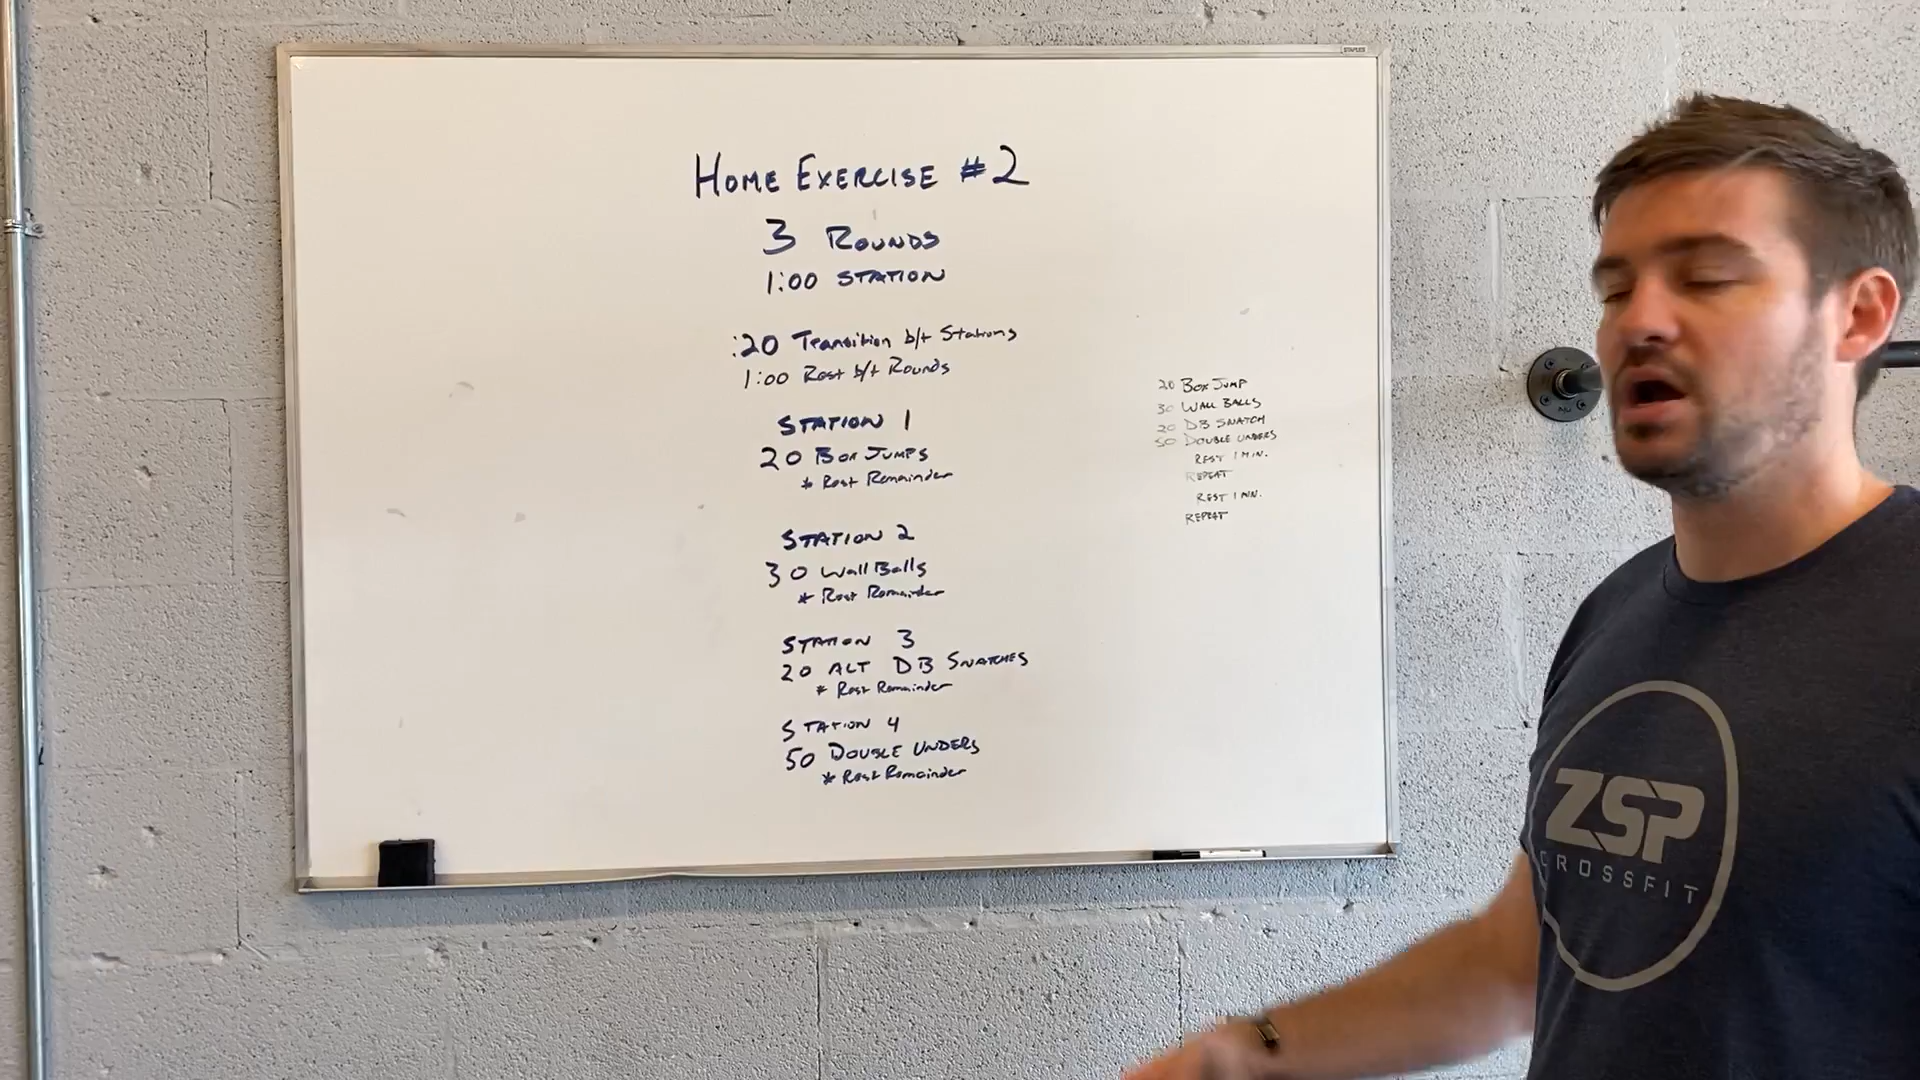 STAPLES
HOME EXERCISE #2
3 ROUNDS
1:00 STATION
:20 Transition b/t Stations
1:00 Rest b/t Rounds
STATION 1
20 BOX JUMPS
* Rest Remainder
STATION 2
30 Wall Balls
* Rest Remainder
STATION 3
20 ALT DB SNATCHES
* Rest Remainder
STATION 4
50 DOUBLE UNDERS
* Rest Remainder
20 BOX JUMP
30 WALL BALLS
20 DB SNATCH
50 DOUBLE UNDERS
REST 1 MIN.
REPEAT
REST 1 MIN.
REPEAT
ZSP
CROSSFIT